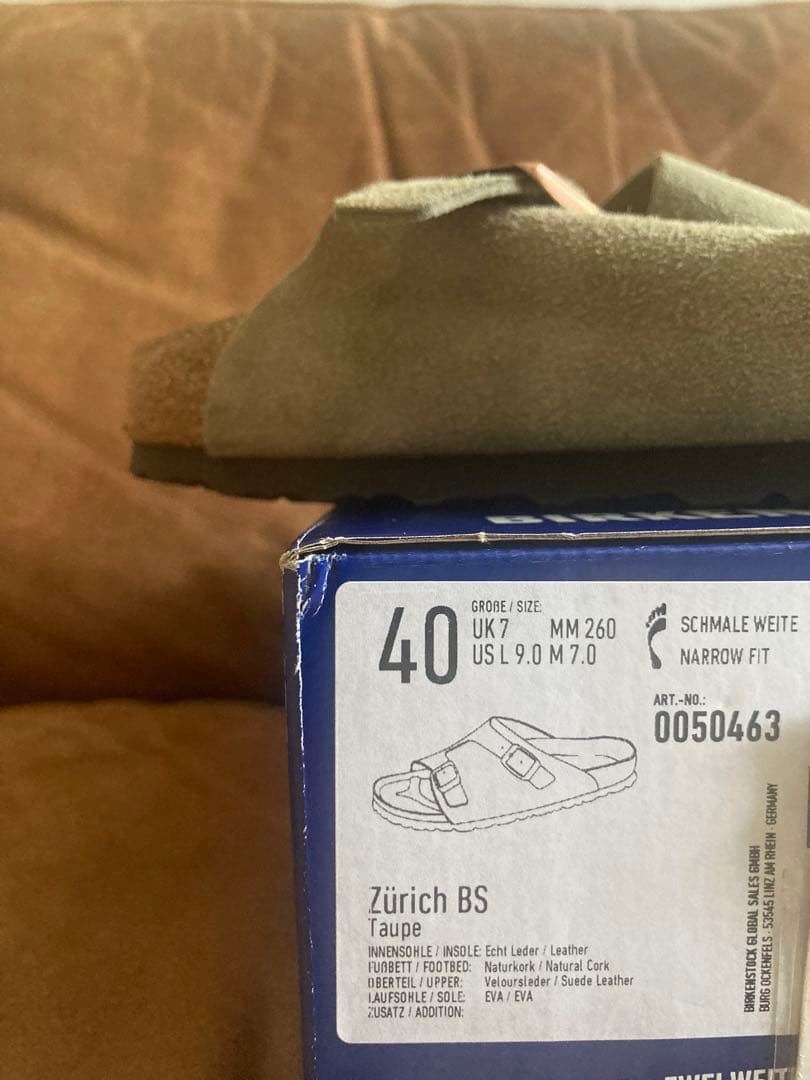 40
GRÖßE / SIZE:
UK 7 MM 260
US L 9.0 M 7.0
SCHMALE WEITE
NARROW FIT
ART.-NO.:
0050463
Zürich BS
Taupe
INNENSOHLE / INSOLE: Echt Leder / Leather
FUßBETT / FOOTBED: Naturkork / Natural Cork
OBERTEIL / UPPER: Veloursleder / Suede Leather
LAUFSOHLE / SOLE: EVA / EVA
ZUSATZ / ADDITION:
BIRKENSTOCK GLOBAL SALES GMBH
BURG OCKENFELS · 53545 LINZ AM RHEIN · GERMANY